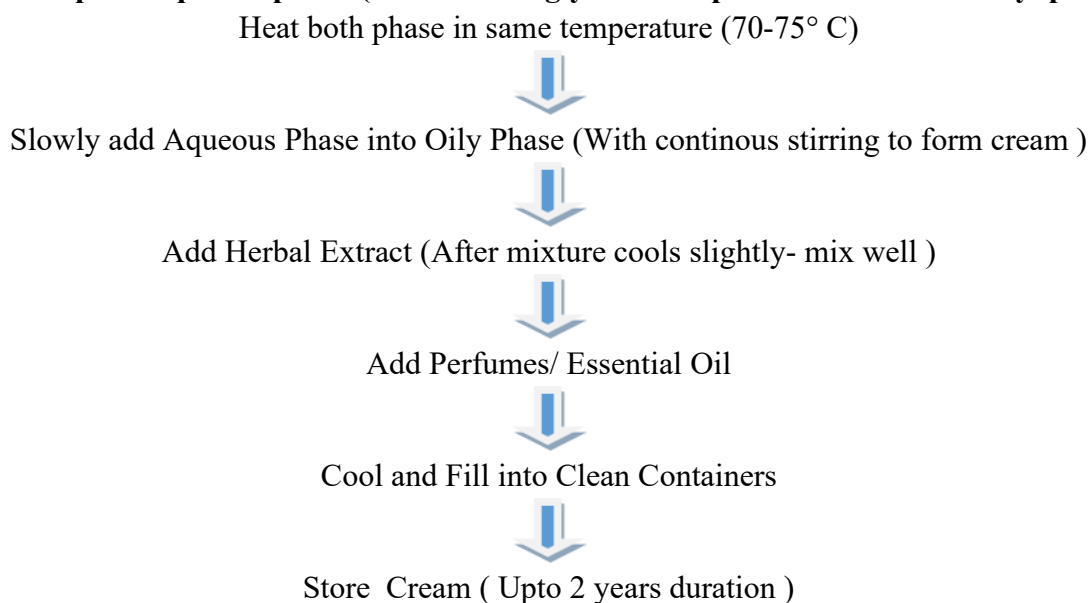 Heat both phase in same temperature (70-75° C)
Slowly add Aqueous Phase into Oily Phase (With continous stirring to form cream )
Add Herbal Extract (After mixture cools slightly- mix well )
Add Perfumes/ Essential Oil
Cool and Fill into Clean Containers
Store Cream ( Upto 2 years duration )